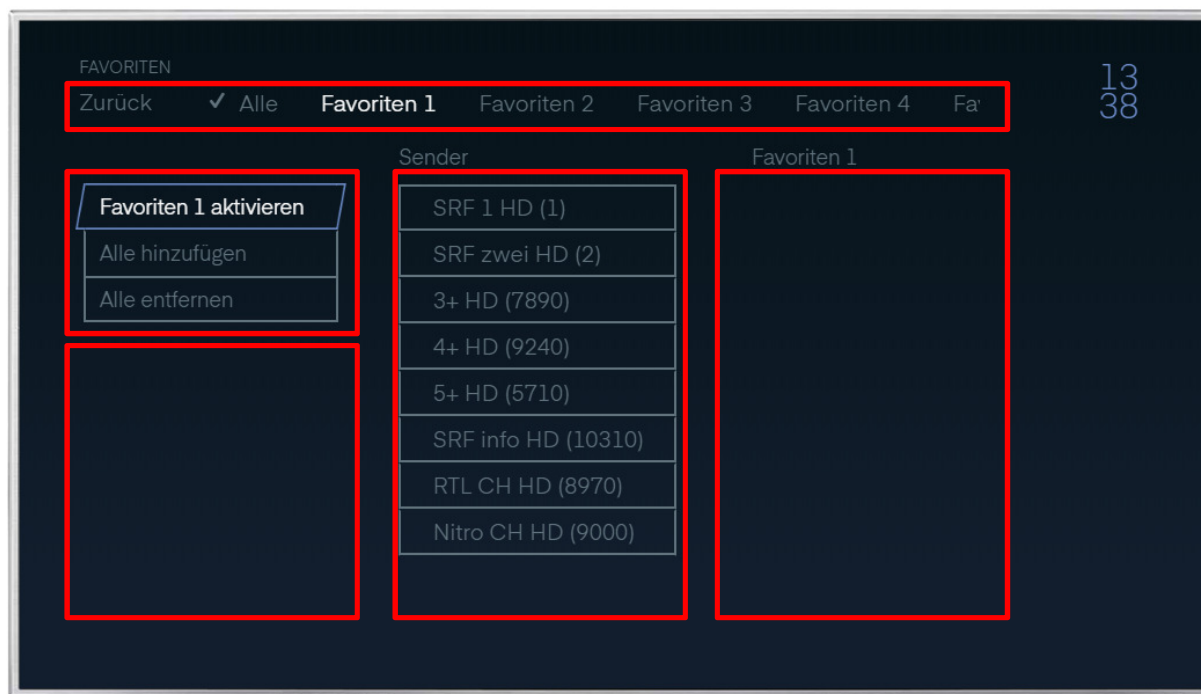 FAVORITEN
Zurück ✓ Alle Favoriten 1 Favoriten 2 Favoriten 3 Favoriten 4 Fa
13
38
Sender
Favoriten 1
Favoriten 1 aktivieren
Alle hinzufügen
Alle entfernen
SRF 1 HD (1)
SRF zwei HD (2)
3+ HD (7890)
4+ HD (9240)
5+ HD (5710)
SRF info HD (10310)
RTL CH HD (8970)
Nitro CH HD (9000)